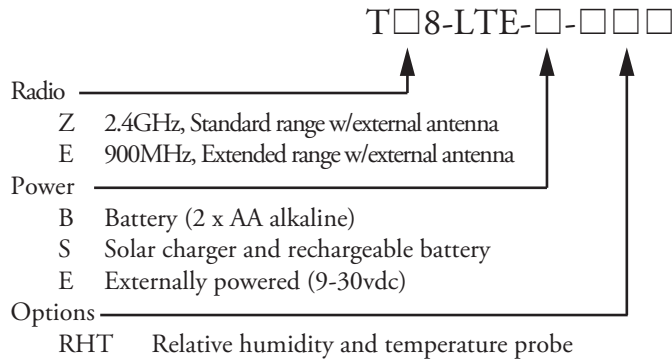 T□8-LTE-□-□□□
Radio
Z 2.4GHz, Standard range w/external antenna
E 900MHz, Extended range w/external antenna
Power
B Battery (2 x AA alkaline)
S Solar charger and rechargeable battery
E Externally powered (9-30vdc)
Options
RHT Relative humidity and temperature probe